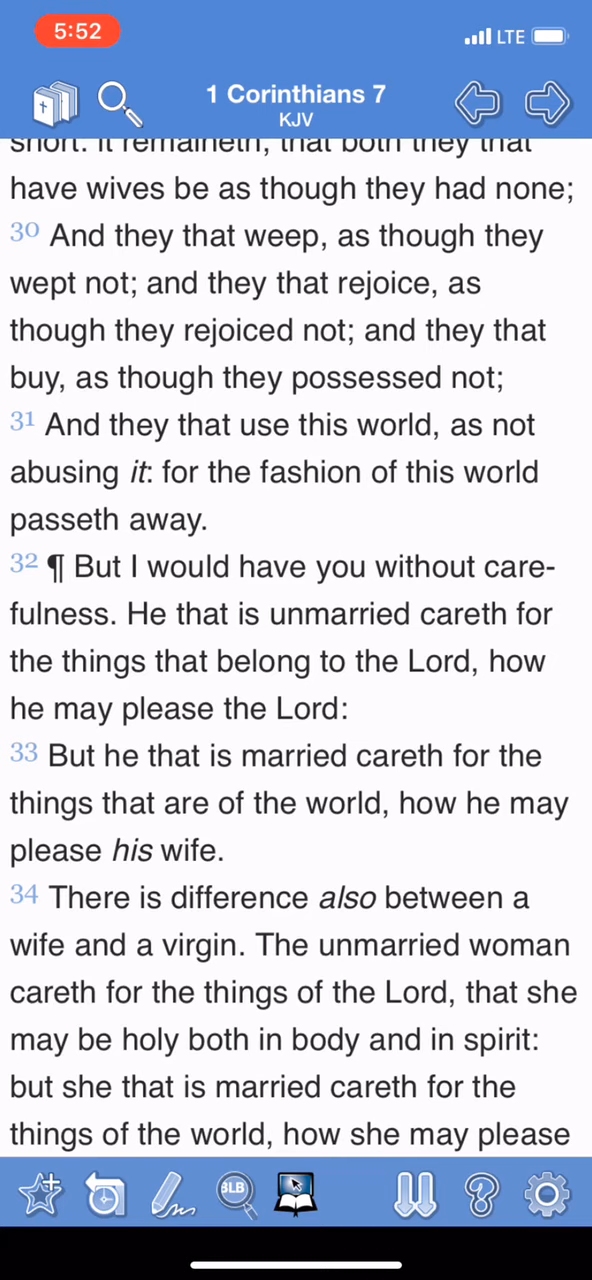 5:52
LTE
1 Corinthians 7
KJV
short: it remaineth, that both they that
have wives be as though they had none;
30 And they that weep, as though they
wept not; and they that rejoice, as
though they rejoiced not; and they that
buy, as though they possessed not;
31 And they that use this world, as not
abusing it: for the fashion of this world
passeth away.
32 ¶ But I would have you without care-
fulness. He that is unmarried careth for
the things that belong to the Lord, how
he may please the Lord:
33 But he that is married careth for the
things that are of the world, how he may
please his wife.
34 There is difference also between a
wife and a virgin. The unmarried woman
careth for the things of the Lord, that she
may be holy both in body and in spirit:
but she that is married careth for the
things of the world, how she may please
BLB